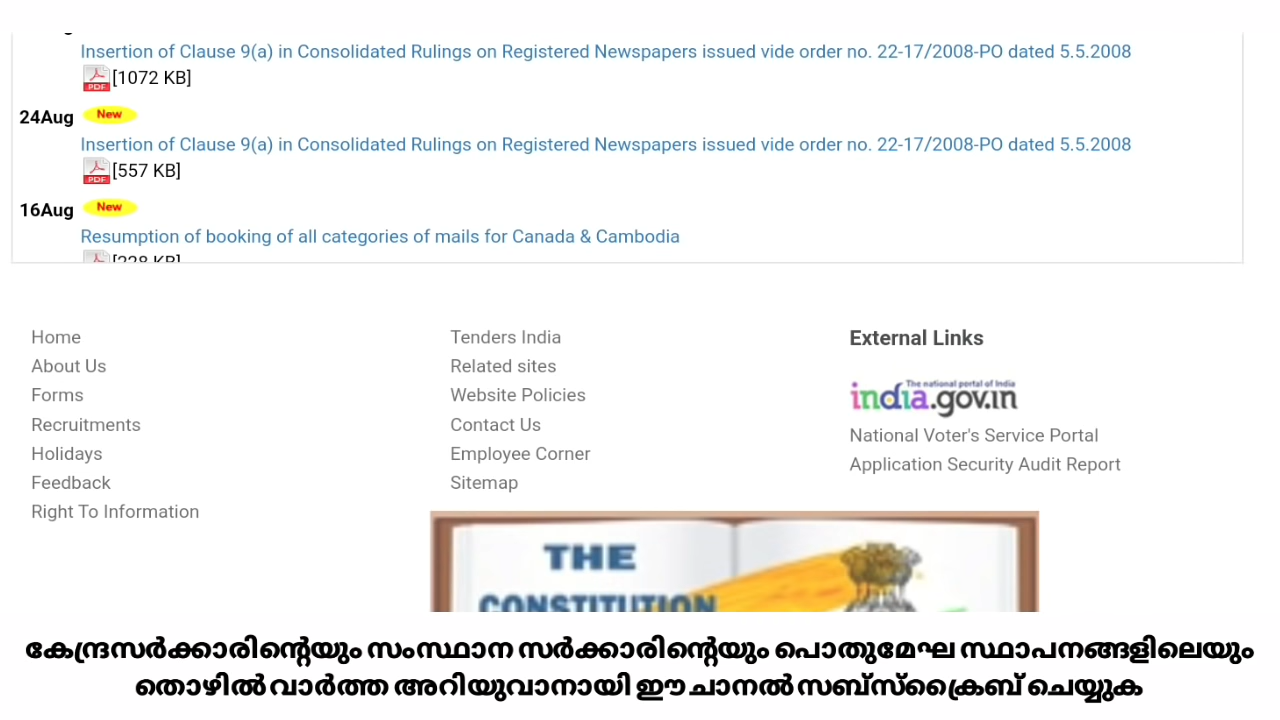 Insertion of Clause 9(a) in Consolidated Rulings on Registered Newspapers issued vide order no. 22-17/2008-PO dated 5.5.2008
PDF [1072 KB]
24Aug New
Insertion of Clause 9(a) in Consolidated Rulings on Registered Newspapers issued vide order no. 22-17/2008-PO dated 5.5.2008
PDF [557 KB]
16Aug New
Resumption of booking of all categories of mails for Canada & Cambodia
Home
About Us
Forms
Recruitments
Holidays
Feedback
Right To Information
Tenders India
Related sites
Website Policies
Contact Us
Employee Corner
Sitemap
External Links
The national portal of India
india.gov.in
National Voter's Service Portal
Application Security Audit Report
THE
CONSTITUTION
കേന്ദ്രസർക്കാരിന്റെയും സംസ്ഥാന സർക്കാരിന്റെയും പൊതുമേഘ സ്ഥാപനങ്ങളിലെയും
തൊഴിൽ വാർത്ത അറിയുവാനായി ഈ ചാനൽ സബ്സ്ക്രൈബ് ചെയ്യുക